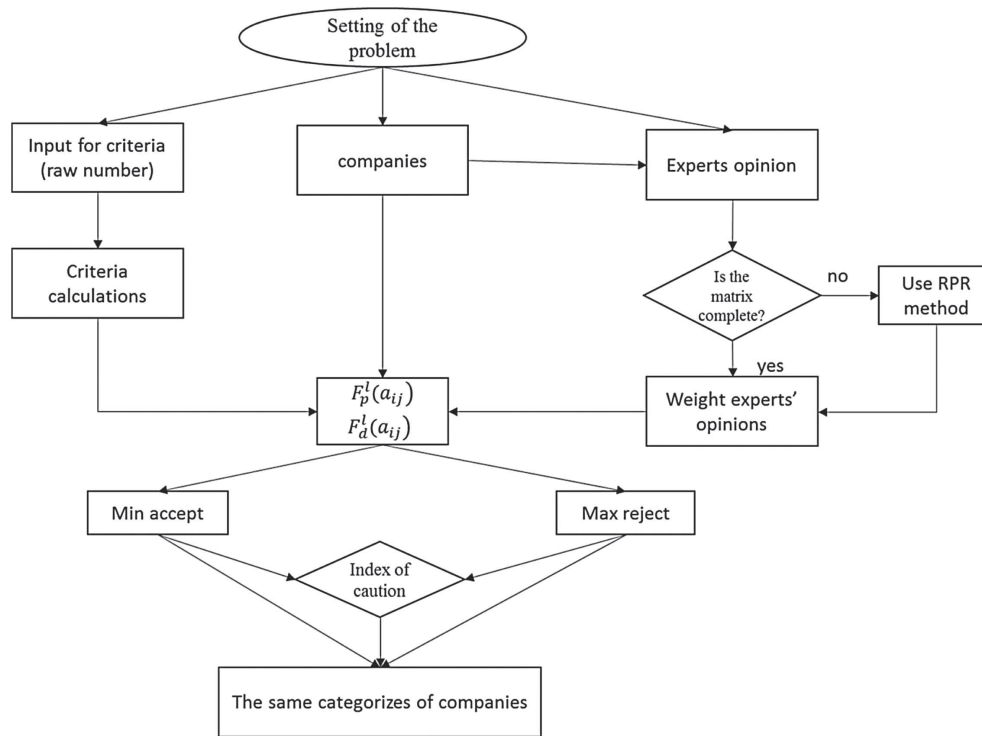 Setting of the
problem
Input for criteria
(raw number)
companies
Experts opinion
Criteria
calculations
Is the
matrix
complete?
no
Use RPR
method
yes
$F_p^l(a_{ij})$
$F_d^l(a_{ij})$
Weight experts'
opinions
Min accept
Max reject
Index of
caution
The same categorizes of companies